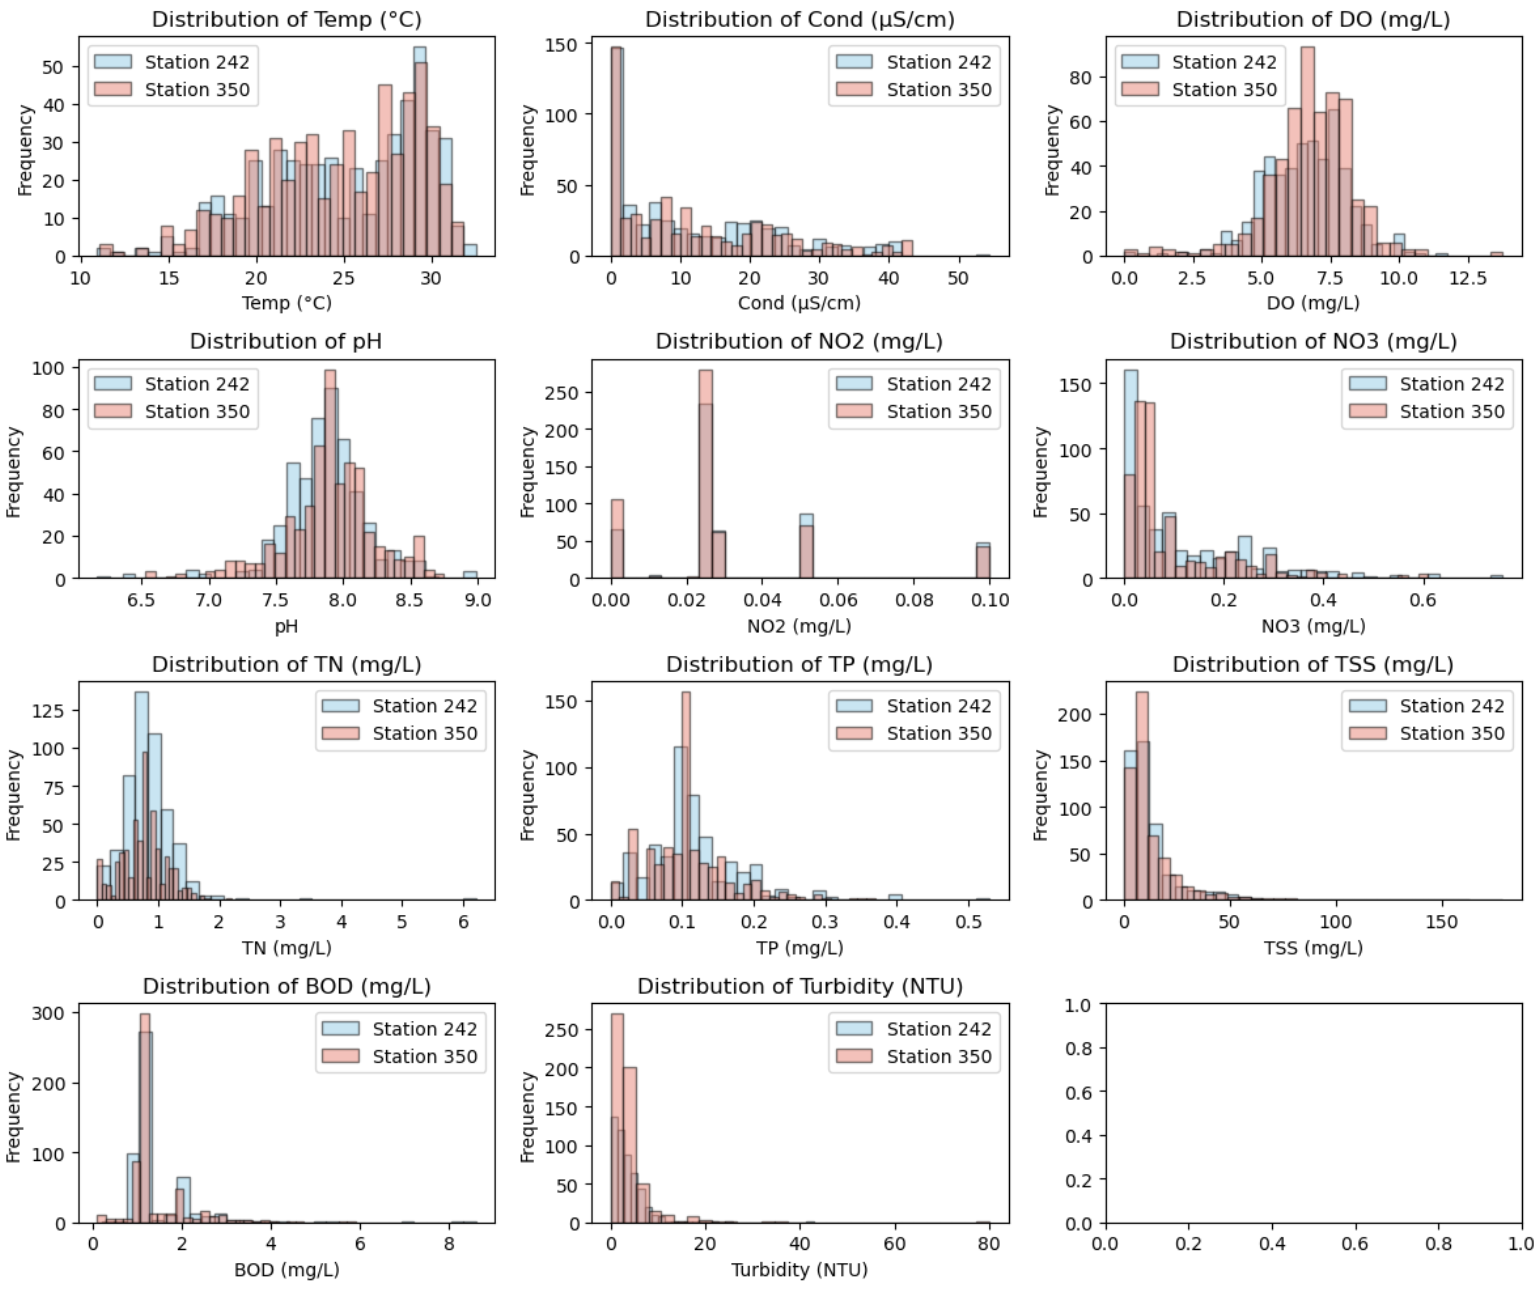 Distribution of Temp (°C)
Station 242
Station 350
Frequency
50
40
30
20
10
0
10 15 20 25 30
Temp (°C)
Distribution of Cond (µS/cm)
Station 242
Station 350
Frequency
150
100
50
0
0 10 20 30 40 50
Cond (µS/cm)
Distribution of DO (mg/L)
Station 242
Station 350
Frequency
80
60
40
20
0
0.0 2.5 5.0 7.5 10.0 12.5
DO (mg/L)
Distribution of pH
Station 242
Station 350
Frequency
100
80
60
40
20
0
6.5 7.0 7.5 8.0 8.5 9.0
pH
Distribution of NO2 (mg/L)
Station 242
Station 350
Frequency
250
200
150
100
50
0
0.00 0.02 0.04 0.06 0.08 0.10
NO2 (mg/L)
Distribution of NO3 (mg/L)
Station 242
Station 350
Frequency
150
100
50
0
0.0 0.2 0.4 0.6
NO3 (mg/L)
Distribution of TN (mg/L)
Station 242
Station 350
Frequency
125
100
75
50
25
0
0 1 2 3 4 5 6
TN (mg/L)
Distribution of TP (mg/L)
Station 242
Station 350
Frequency
150
100
50
0
0.0 0.1 0.2 0.3 0.4 0.5
TP (mg/L)
Distribution of TSS (mg/L)
Station 242
Station 350
Frequency
200
150
100
50
0
0 50 100 150
TSS (mg/L)
Distribution of BOD (mg/L)
Station 242
Station 350
Frequency
300
200
100
0
0 2 4 6 8
BOD (mg/L)
Distribution of Turbidity (NTU)
Station 242
Station 350
Frequency
250
200
150
100
50
0
0 20 40 60 80
Turbidity (NTU)
1.0
0.8
0.6
0.4
0.2
0.0
0.0 0.2 0.4 0.6 0.8 1.0